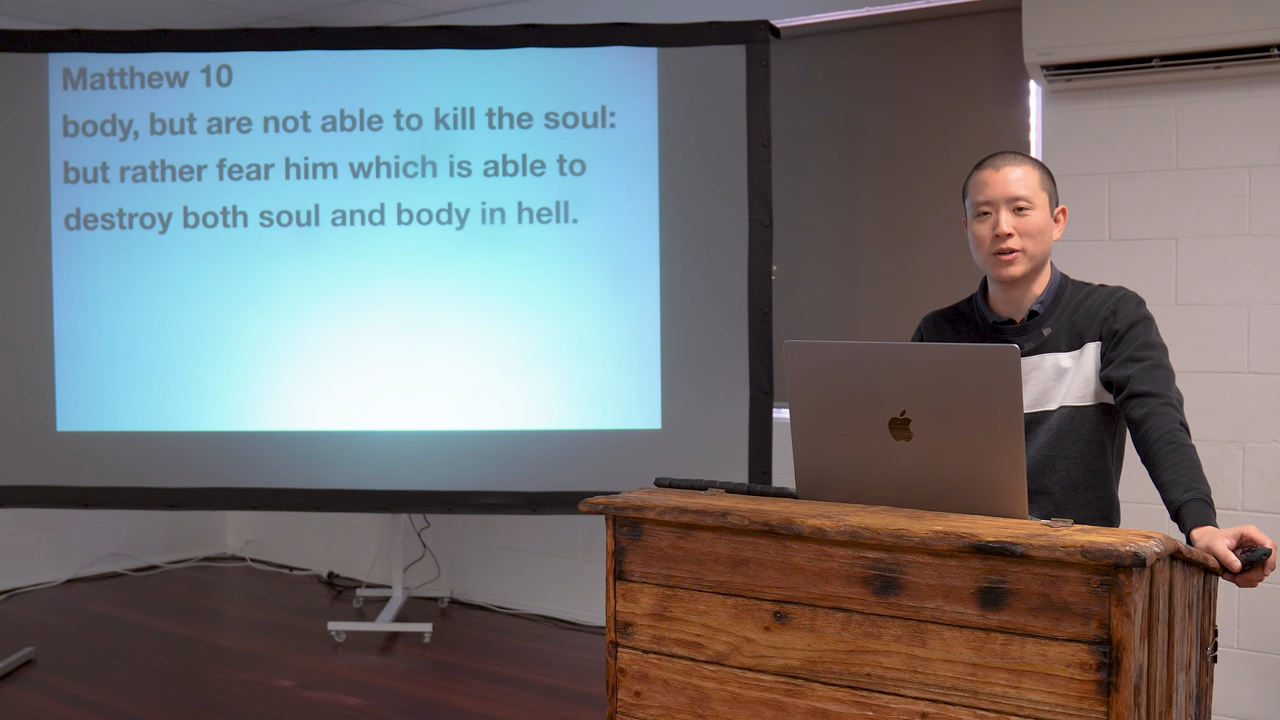 Matthew 10
body, but are not able to kill the soul:
but rather fear him which is able to
destroy both soul and body in hell.